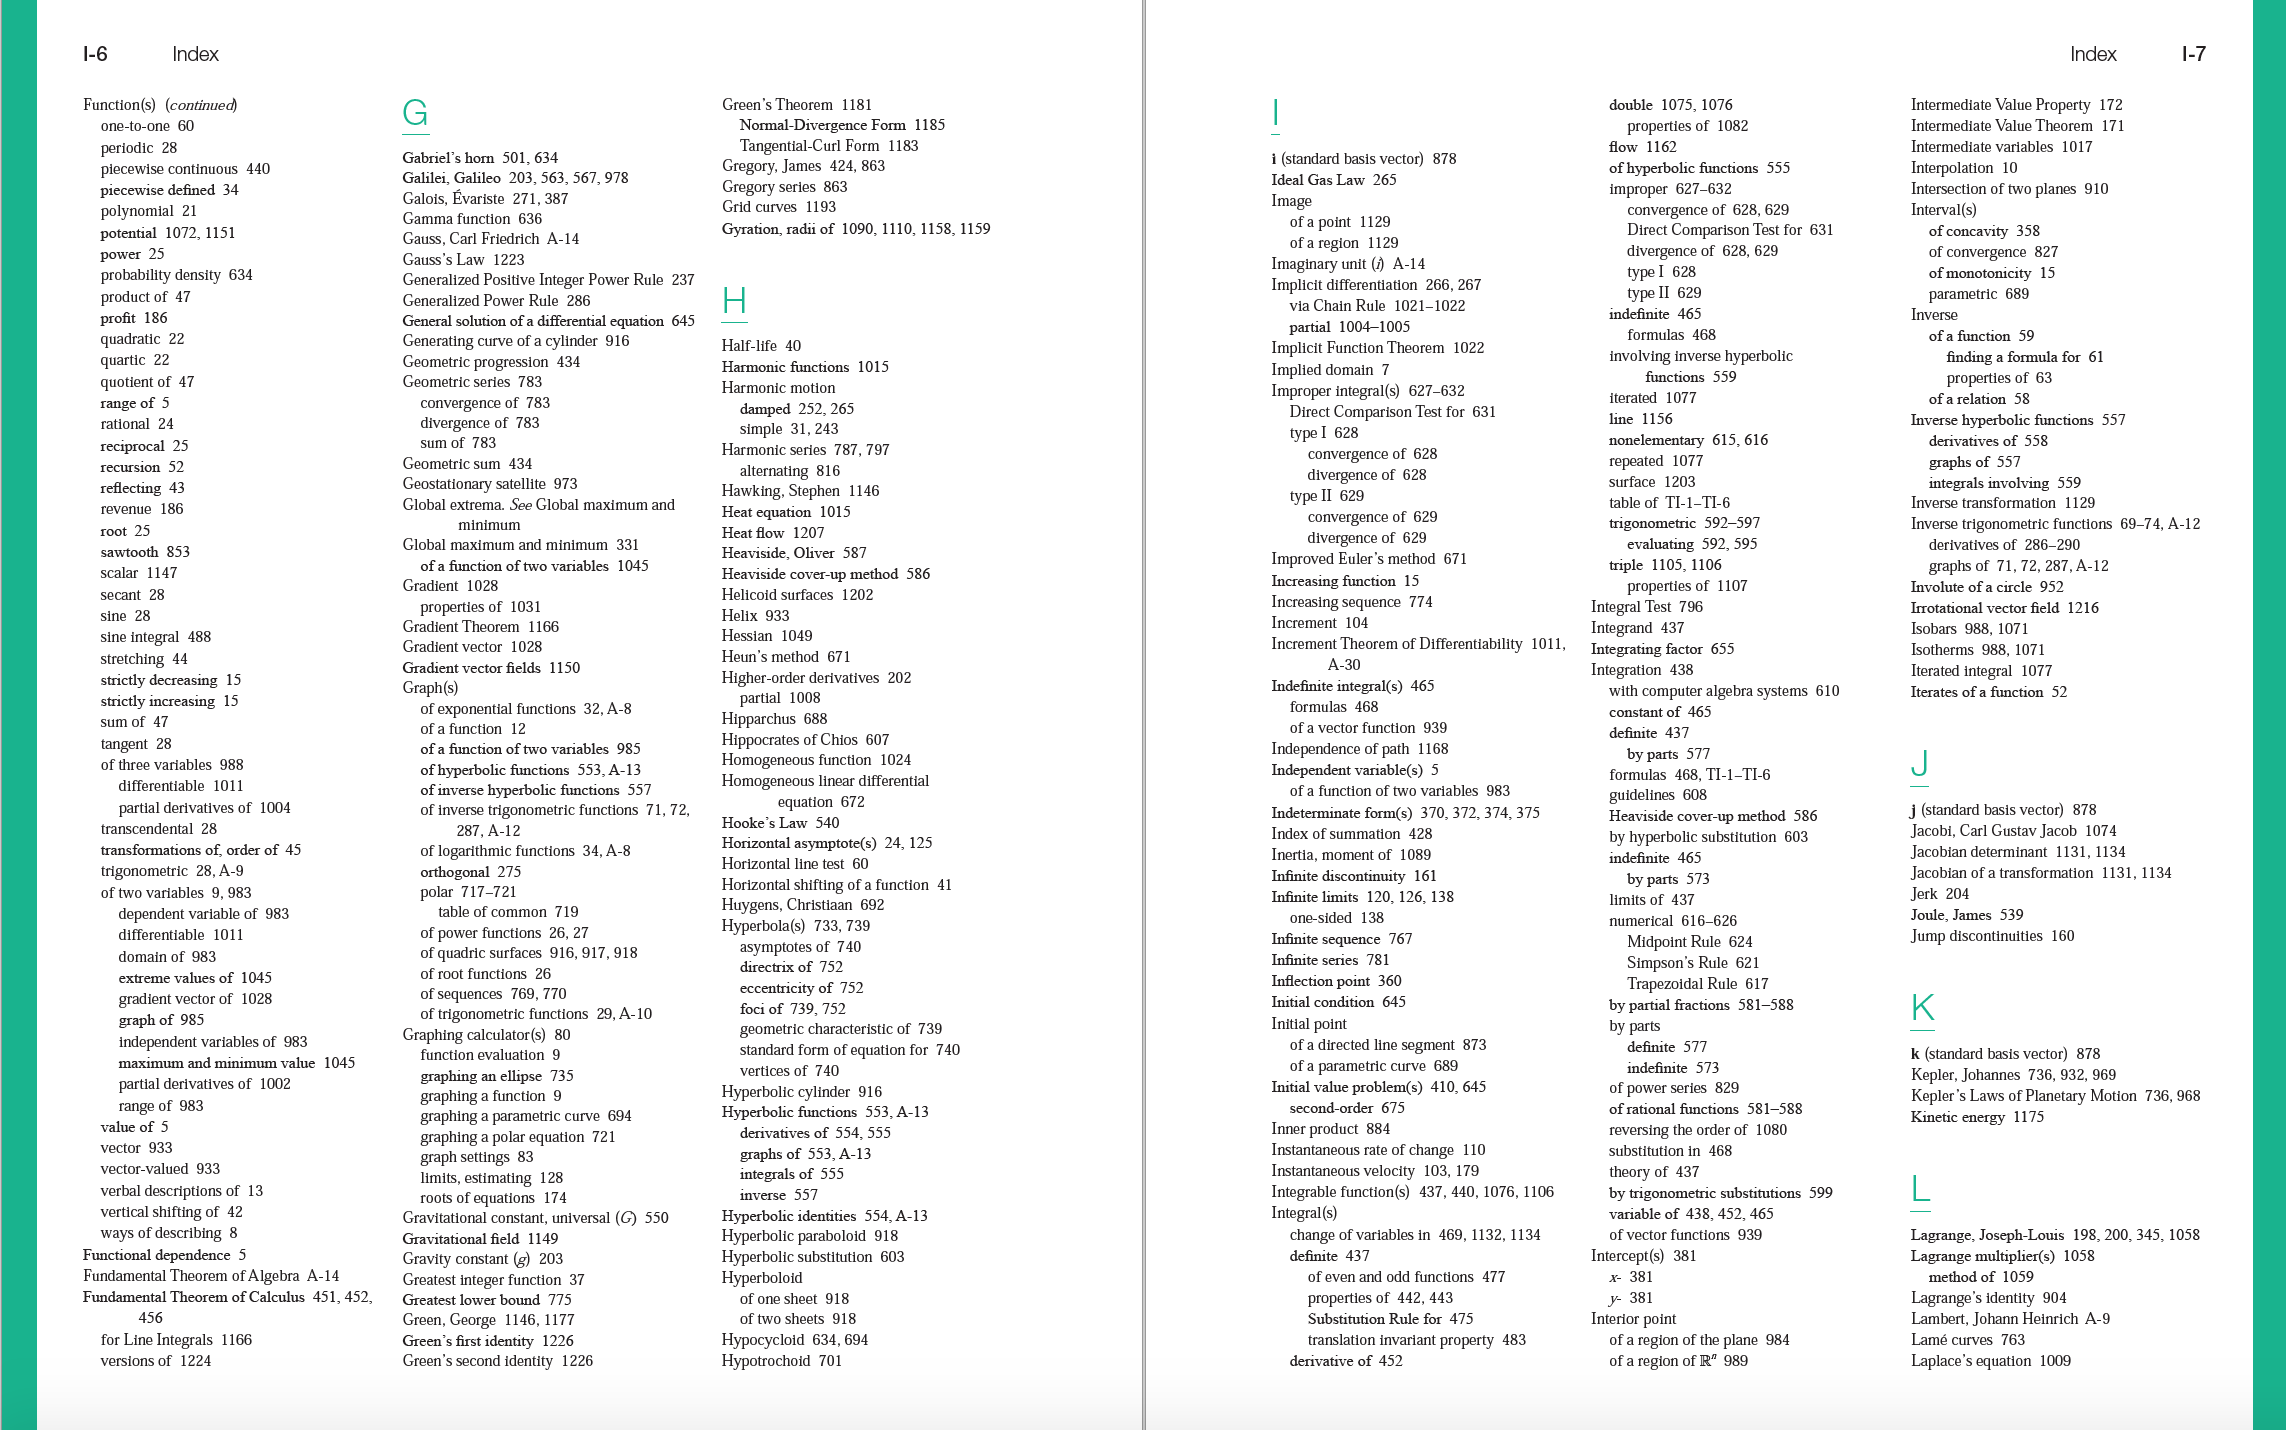 I-6 Index
Function(s) (continued)
one-to-one 60
periodic 28
piecewise continuous 440
piecewise defined 34
polynomial 21
potential 1072, 1151
power 25
probability density 634
product of 47
profit 186
quadratic 22
quartic 22
quotient of 47
range of 5
rational 24
reciprocal 25
recursion 52
reflecting 43
revenue 186
root 25
sawtooth 853
scalar 1147
secant 28
sine 28
sine integral 488
stretching 44
strictly decreasing 15
strictly increasing 15
sum of 47
tangent 28
of three variables 988
differentiable 1011
partial derivatives of 1004
transcendental 28
transformations of, order of 45
trigonometric 28, A-9
of two variables 9, 983
dependent variable of 983
differentiable 1011
domain of 983
extreme values of 1045
gradient vector of 1028
graph of 985
independent variables of 983
maximum and minimum value 1045
partial derivatives of 1002
range of 983
value of 5
vector 933
vector-valued 933
verbal descriptions of 13
vertical shifting of 42
ways of describing 8
Functional dependence 5
Fundamental Theorem of Algebra A-14
Fundamental Theorem of Calculus 451, 452,
456
for Line Integrals 1166
versions of 1224
G
Gabriel's horn 501, 634
Galilei, Galileo 203, 563, 567, 978
Galois, Évariste 271, 387
Gamma function 636
Gauss, Carl Friedrich A-14
Gauss's Law 1223
Generalized Positive Integer Power Rule 237
Generalized Power Rule 286
General solution of a differential equation 645
Generating curve of a cylinder 916
Geometric progression 434
Geometric series 783
convergence of 783
divergence of 783
sum of 783
Geometric sum 434
Geostationary satellite 973
Global extrema. See Global maximum and
minimum
Global maximum and minimum 331
of a function of two variables 1045
Gradient 1028
properties of 1031
Gradient Theorem 1166
Gradient vector 1028
Gradient vector fields 1150
Graph(s)
of exponential functions 32, A-8
of a function 12
of a function of two variables 985
of hyperbolic functions 553, A-13
of inverse hyperbolic functions 557
of inverse trigonometric functions 71, 72,
287, A-12
of logarithmic functions 34, A-8
orthogonal 275
polar 717–721
table of common 719
of power functions 26, 27
of quadric surfaces 916, 917, 918
of root functions 26
of sequences 769, 770
of trigonometric functions 29, A-10
Graphing calculator(s) 80
function evaluation 9
graphing an ellipse 735
graphing a function 9
graphing a parametric curve 694
graphing a polar equation 721
graph settings 83
limits, estimating 128
roots of equations 174
Gravitational constant, universal (G) 550
Gravitational field 1149
Gravity constant (g) 203
Greatest integer function 37
Greatest lower bound 775
Green, George 1146, 1177
Green's first identity 1226
Green's second identity 1226
Green's Theorem 1181
Normal-Divergence Form 1185
Tangential-Curl Form 1183
Gregory, James 424, 863
Gregory series 863
Grid curves 1193
Gyration, radii of 1090, 1110, 1158, 1159
H
Half-life 40
Harmonic functions 1015
Harmonic motion
damped 252, 265
simple 31, 243
Harmonic series 787, 797
alternating 816
Hawking, Stephen 1146
Heat equation 1015
Heat flow 1207
Heaviside, Oliver 587
Heaviside cover-up method 586
Helicoid surfaces 1202
Helix 933
Hessian 1049
Heun's method 671
Higher-order derivatives 202
partial 1008
Hipparchus 688
Hippocrates of Chios 607
Homogeneous function 1024
Homogeneous linear differential
equation 672
Hooke's Law 540
Horizontal asymptote(s) 24, 125
Horizontal line test 60
Horizontal shifting of a function 41
Huygens, Christiaan 692
Hyperbola(s) 733, 739
asymptotes of 740
directrix of 752
eccentricity of 752
foci of 739, 752
geometric characteristic of 739
standard form of equation for 740
vertices of 740
Hyperbolic cylinder 916
Hyperbolic functions 553, A-13
derivatives of 554, 555
graphs of 553, A-13
integrals of 555
inverse 557
Hyperbolic identities 554, A-13
Hyperbolic paraboloid 918
Hyperbolic substitution 603
Hyperboloid
of one sheet 918
of two sheets 918
Hypocycloid 634, 694
Hypotrochoid 701
Index I-7
I
i (standard basis vector) 878
Ideal Gas Law 265
Image
of a point 1129
of a region 1129
Imaginary unit (i) A-14
Implicit differentiation 266, 267
via Chain Rule 1021–1022
partial 1004–1005
Implicit Function Theorem 1022
Implied domain 7
Improper integral(s) 627–632
Direct Comparison Test for 631
type I 628
convergence of 628
divergence of 628
type II 629
convergence of 629
divergence of 629
Improved Euler's method 671
Increasing function 15
Increasing sequence 774
Increment 104
Increment Theorem of Differentiability 1011,
A-30
Indefinite integral(s) 465
formulas 468
of a vector function 939
Independence of path 1168
Independent variable(s) 5
of a function of two variables 983
Indeterminate form(s) 370, 372, 374, 375
Index of summation 428
Inertia, moment of 1089
Infinite discontinuity 161
Infinite limits 120, 126, 138
one-sided 138
Infinite sequence 767
Infinite series 781
Inflection point 360
Initial condition 645
Initial point
of a directed line segment 873
of a parametric curve 689
Initial value problem(s) 410, 645
second-order 675
Inner product 884
Instantaneous rate of change 110
Instantaneous velocity 103, 179
Integrable function(s) 437, 440, 1076, 1106
Integral(s)
change of variables in 469, 1132, 1134
definite 437
of even and odd functions 477
properties of 442, 443
Substitution Rule for 475
translation invariant property 483
derivative of 452
double 1075, 1076
properties of 1082
flow 1162
of hyperbolic functions 555
improper 627–632
convergence of 628, 629
Direct Comparison Test for 631
divergence of 628, 629
type I 628
type II 629
indefinite 465
formulas 468
involving inverse hyperbolic
functions 559
iterated 1077
line 1156
nonelementary 615, 616
repeated 1077
surface 1203
table of TI-1–TI-6
trigonometric 592–597
evaluating 592, 595
triple 1105, 1106
properties of 1107
Integral Test 796
Integrand 437
Integrating factor 655
Integration 438
with computer algebra systems 610
constant of 465
definite 437
by parts 577
formulas 468, TI-1–TI-6
guidelines 608
Heaviside cover-up method 586
by hyperbolic substitution 603
indefinite 465
by parts 573
limits of 437
numerical 616–626
Midpoint Rule 624
Simpson's Rule 621
Trapezoidal Rule 617
by partial fractions 581–588
by parts
definite 577
indefinite 573
of power series 829
of rational functions 581–588
reversing the order of 1080
substitution in 468
theory of 437
by trigonometric substitutions 599
variable of 438, 452, 465
of vector functions 939
Intercept(s) 381
x- 381
y- 381
Interior point
of a region of the plane 984
of a region of ℝⁿ 989
Intermediate Value Property 172
Intermediate Value Theorem 171
Intermediate variables 1017
Interpolation 10
Intersection of two planes 910
Interval(s)
of concavity 358
of convergence 827
of monotonicity 15
parametric 689
Inverse
of a function 59
finding a formula for 61
properties of 63
of a relation 58
Inverse hyperbolic functions 557
derivatives of 558
graphs of 557
integrals involving 559
Inverse transformation 1129
Inverse trigonometric functions 69–74, A-12
derivatives of 286–290
graphs of 71, 72, 287, A-12
Involute of a circle 952
Irrotational vector field 1216
Isobars 988, 1071
Isotherms 988, 1071
Iterated integral 1077
Iterates of a function 52
J
j (standard basis vector) 878
Jacobi, Carl Gustav Jacob 1074
Jacobian determinant 1131, 1134
Jacobian of a transformation 1131, 1134
Jerk 204
Joule, James 539
Jump discontinuities 160
K
k (standard basis vector) 878
Kepler, Johannes 736, 932, 969
Kepler's Laws of Planetary Motion 736, 968
Kinetic energy 1175
L
Lagrange, Joseph-Louis 198, 200, 345, 1058
Lagrange multiplier(s) 1058
method of 1059
Lagrange's identity 904
Lambert, Johann Heinrich A-9
Lamé curves 763
Laplace's equation 1009